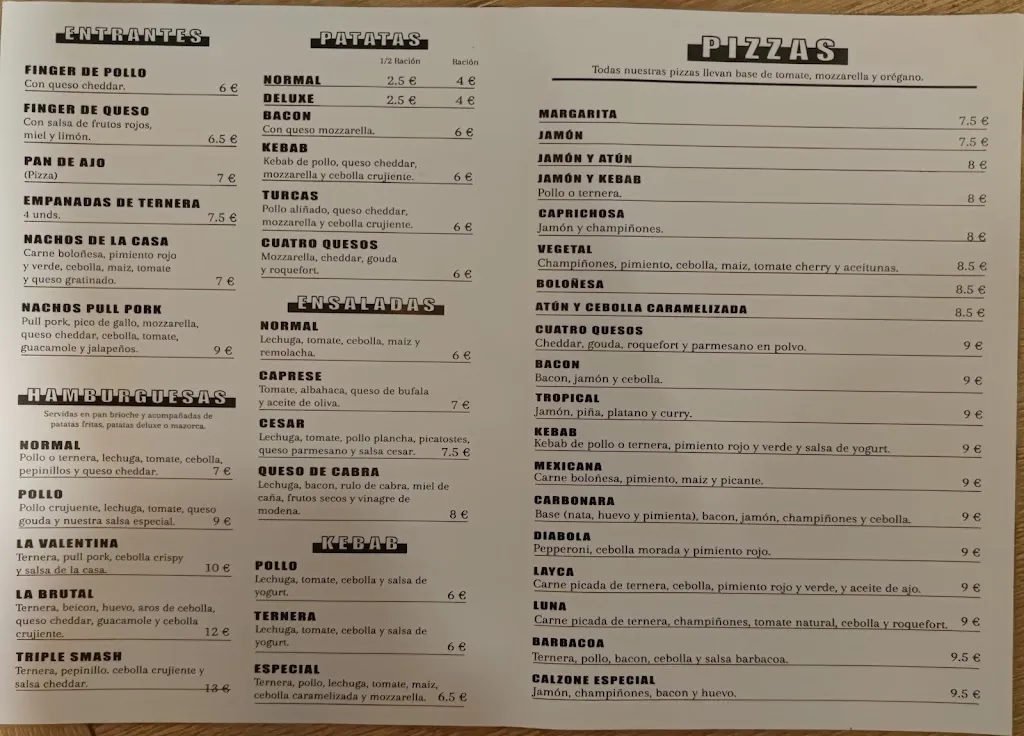 ENTRANTES
FINGER DE POLLO
Con queso cheddar. 6 €
FINGER DE QUESO
Con salsa de frutos rojos,
miel y limón. 6.5 €
PAN DE AJO
(Pizza) 7 €
EMPANADAS DE TERNERA
4 unds. 7.5 €
NACHOS DE LA CASA
Carne boloñesa, pimiento rojo
y verde, cebolla, maiz, tomate
y queso gratinado. 7 €
NACHOS PULL PORK
Pull pork, pico de gallo, mozzarella,
queso cheddar, cebolla, tomate,
guacamole y jalapeños. 9 €
HAMBURGUESAS
Servidas en pan brioche y acompañadas de
patatas fritas, patatas deluxe o mazorca.
NORMAL
Pollo o ternera, lechuga, tomate, cebolla,
pepinillos y queso cheddar. 7 €
POLLO
Pollo crujuente, lechuga, tomate, queso
gouda y nuestra salsa especial. 9 €
LA VALENTINA
Ternera, pull pork, cebolla crispy
y salsa de la casa. 10 €
LA BRUTAL
Ternera, beicon, huevo, aros de cebolla,
queso cheddar, guacamole y cebolla
crujiente. 12 €
TRIPLE SMASH
Ternera, pepinillo. cebolla crujiente y
salsa cheddar. 13 €
PATATAS
1/2 Ración Ración
NORMAL 2.5 € 4 €
DELUXE 2.5 € 4 €
BACON
Con queso mozzarella. 6 €
KEBAB
Kebab de pollo, queso cheddar,
mozzarella y cebolla crujiente. 6 €
TURCAS
Pollo aliñado, queso cheddar,
mozzarella y cebolla crujiente. 6 €
CUATRO QUESOS
Mozzarella, cheddar, gouda
y roquefort. 6 €
ENSALADAS
NORMAL
Lechuga, tomate, cebolla, maiz y
remolacha. 6 €
CAPRESE
Tomate, albahaca, queso de bufala
y aceite de oliva. 7 €
CESAR
Lechuga, tomate, pollo plancha, picatostes,
queso parmesano y salsa cesar. 7.5 €
QUESO DE CABRA
Lechuga, bacon, rulo de cabra, miel de
caña, frutos secos y vinagre de
modena. 8 €
KEBAB
POLLO
Lechuga, tomate, cebolla y salsa de
yogurt. 6 €
TERNERA
Lechuga, tomate, cebolla y salsa de
yogurt. 6 €
ESPECIAL
Ternera, pollo, lechuga, tomate, maiz,
cebolla caramelizada y mozzarella. 6.5 €
PIZZAS
Todas nuestras pizzas llevan base de tomate, mozzarella y orégano.
MARGARITA 7.5 €
JAMÓN 7.5 €
JAMÓN Y ATÚN 8 €
JAMÓN Y KEBAB
Pollo o ternera. 8 €
CAPRICHOSA
Jamón y champiñones. 8 €
VEGETAL
Champiñones, pimiento, cebolla, maiz, tomate cherry y aceitunas. 8.5 €
BOLOÑESA 8.5 €
ATÚN Y CEBOLLA CARAMELIZADA 8.5 €
CUATRO QUESOS
Cheddar, gouda, roquefort y parmesano en polvo. 9 €
BACON
Bacon, jamón y cebolla. 9 €
TROPICAL
Jamón, piña, platano y curry. 9 €
KEBAB
Kebab de pollo o ternera, pimiento rojo y verde y salsa de yogurt. 9 €
MEXICANA
Carne boloñesa, pimiento, maiz y picante. 9 €
CARBONARA
Base (nata, huevo y pimienta), bacon, jamón, champiñones y cebolla. 9 €
DIABOLA
Pepperoni, cebolla morada y pimiento rojo. 9 €
LAYCA
Carne picada de ternera, cebolla, pimiento rojo y verde, y aceite de ajo. 9 €
LUNA
Carne picada de ternera, champiñones, tomate natural, cebolla y roquefort. 9 €
BARBACOA
Ternera, pollo, bacon, cebolla y salsa barbacoa. 9.5 €
CALZONE ESPECIAL
Jamón, champiñones, bacon y huevo. 9.5 €